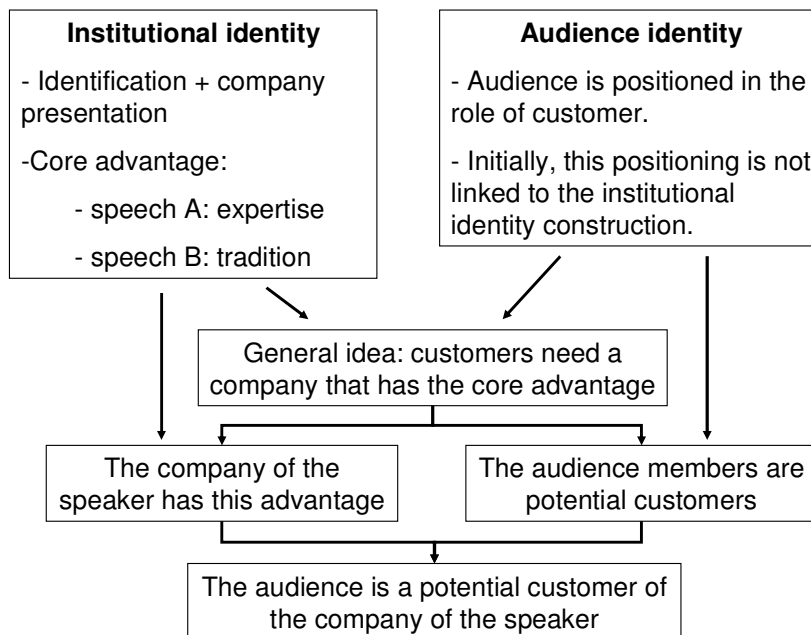 Institutional identity
- Identification + company
presentation
-Core advantage:
- speech A: expertise
- speech B: tradition
Audience identity
- Audience is positioned in the
role of customer.
- Initially, this positioning is not
linked to the institutional
identity construction.
General idea: customers need a
company that has the core advantage
The company of the
speaker has this advantage
The audience members are
potential customers
The audience is a potential customer of
the company of the speaker